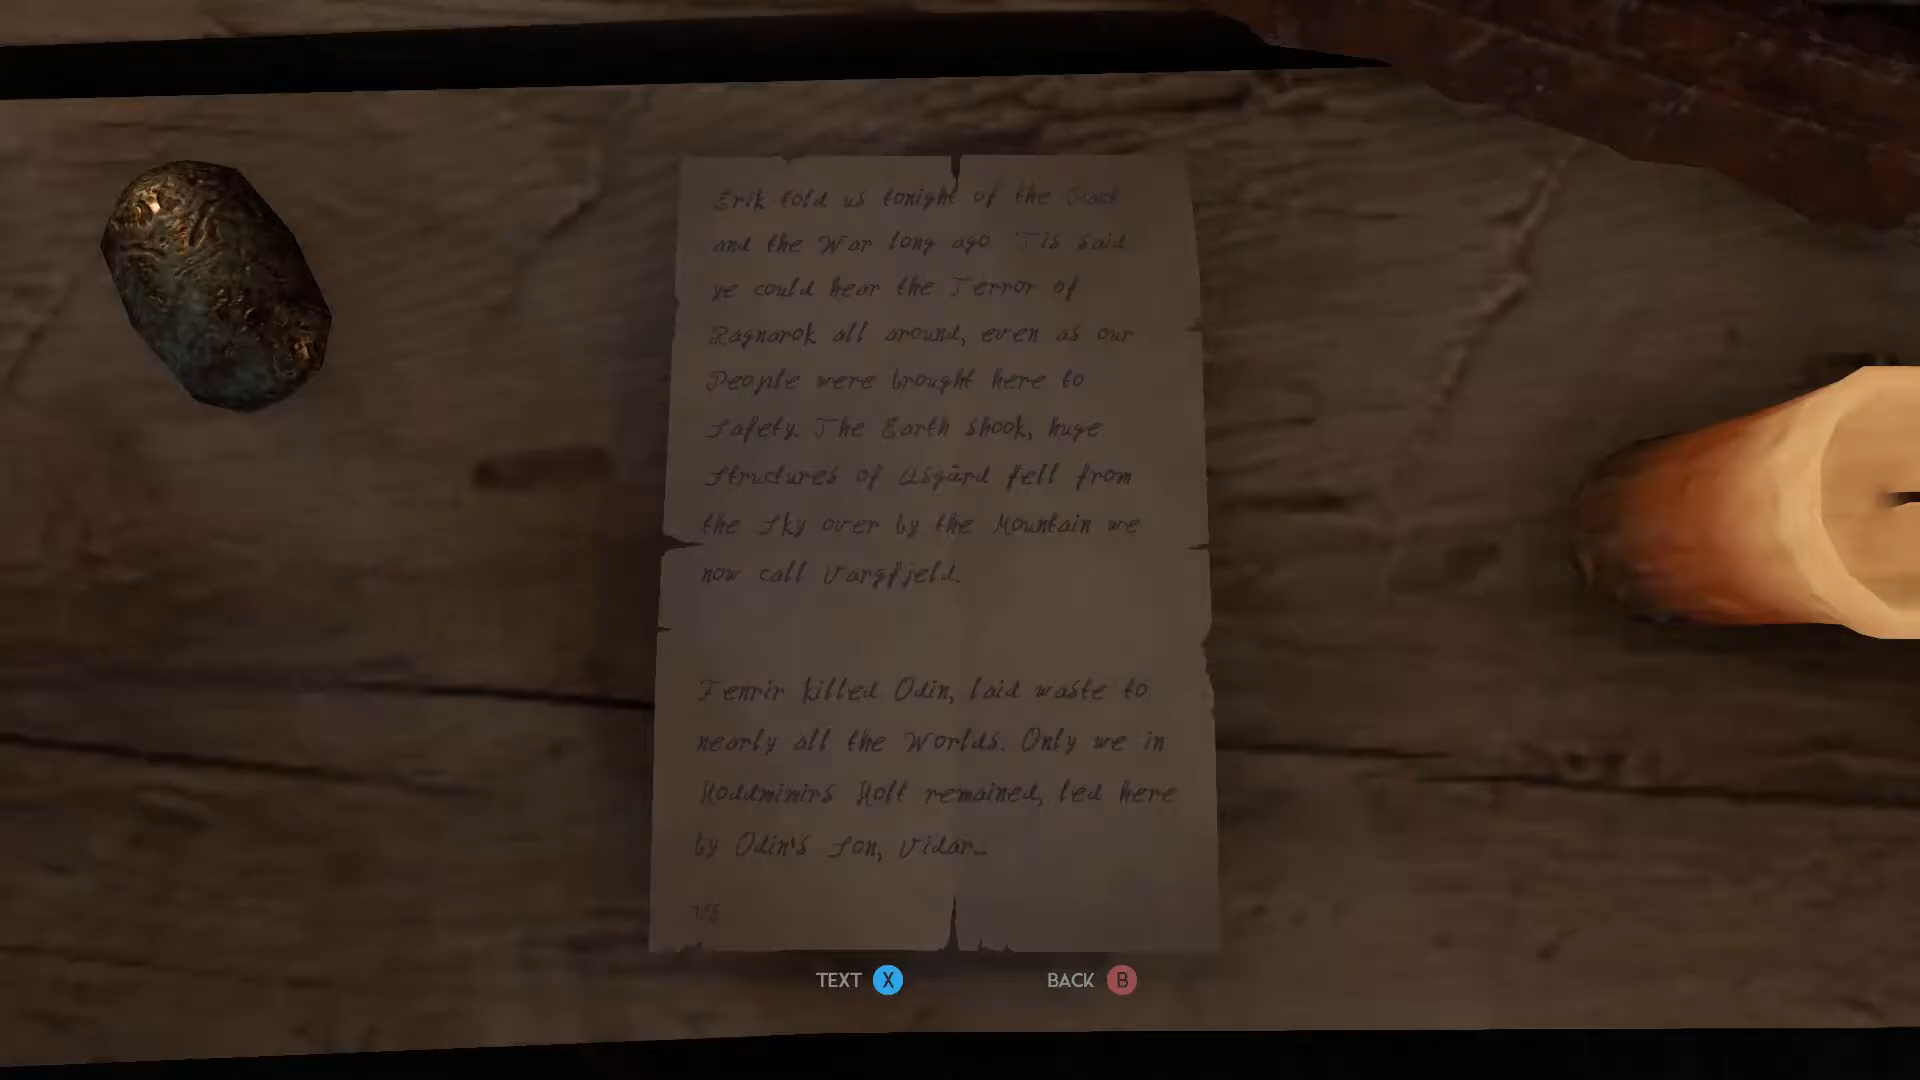 Erik told us tonight of the Past
and the War long ago. 'Tis said
ye could hear the Terror of
Ragnarok all around, even as our
People were brought here to
Safety. The Earth shook, huge
Structures of Asgard fell from
the Sky over by the Mountain we
now call Vargfjeld.
Fenrir killed Odin, laid waste to
nearly all the Worlds. Only we in
Hoddmimirs Holt remained, led here
by Odin's Son, Vidar...
TEXT X BACK B